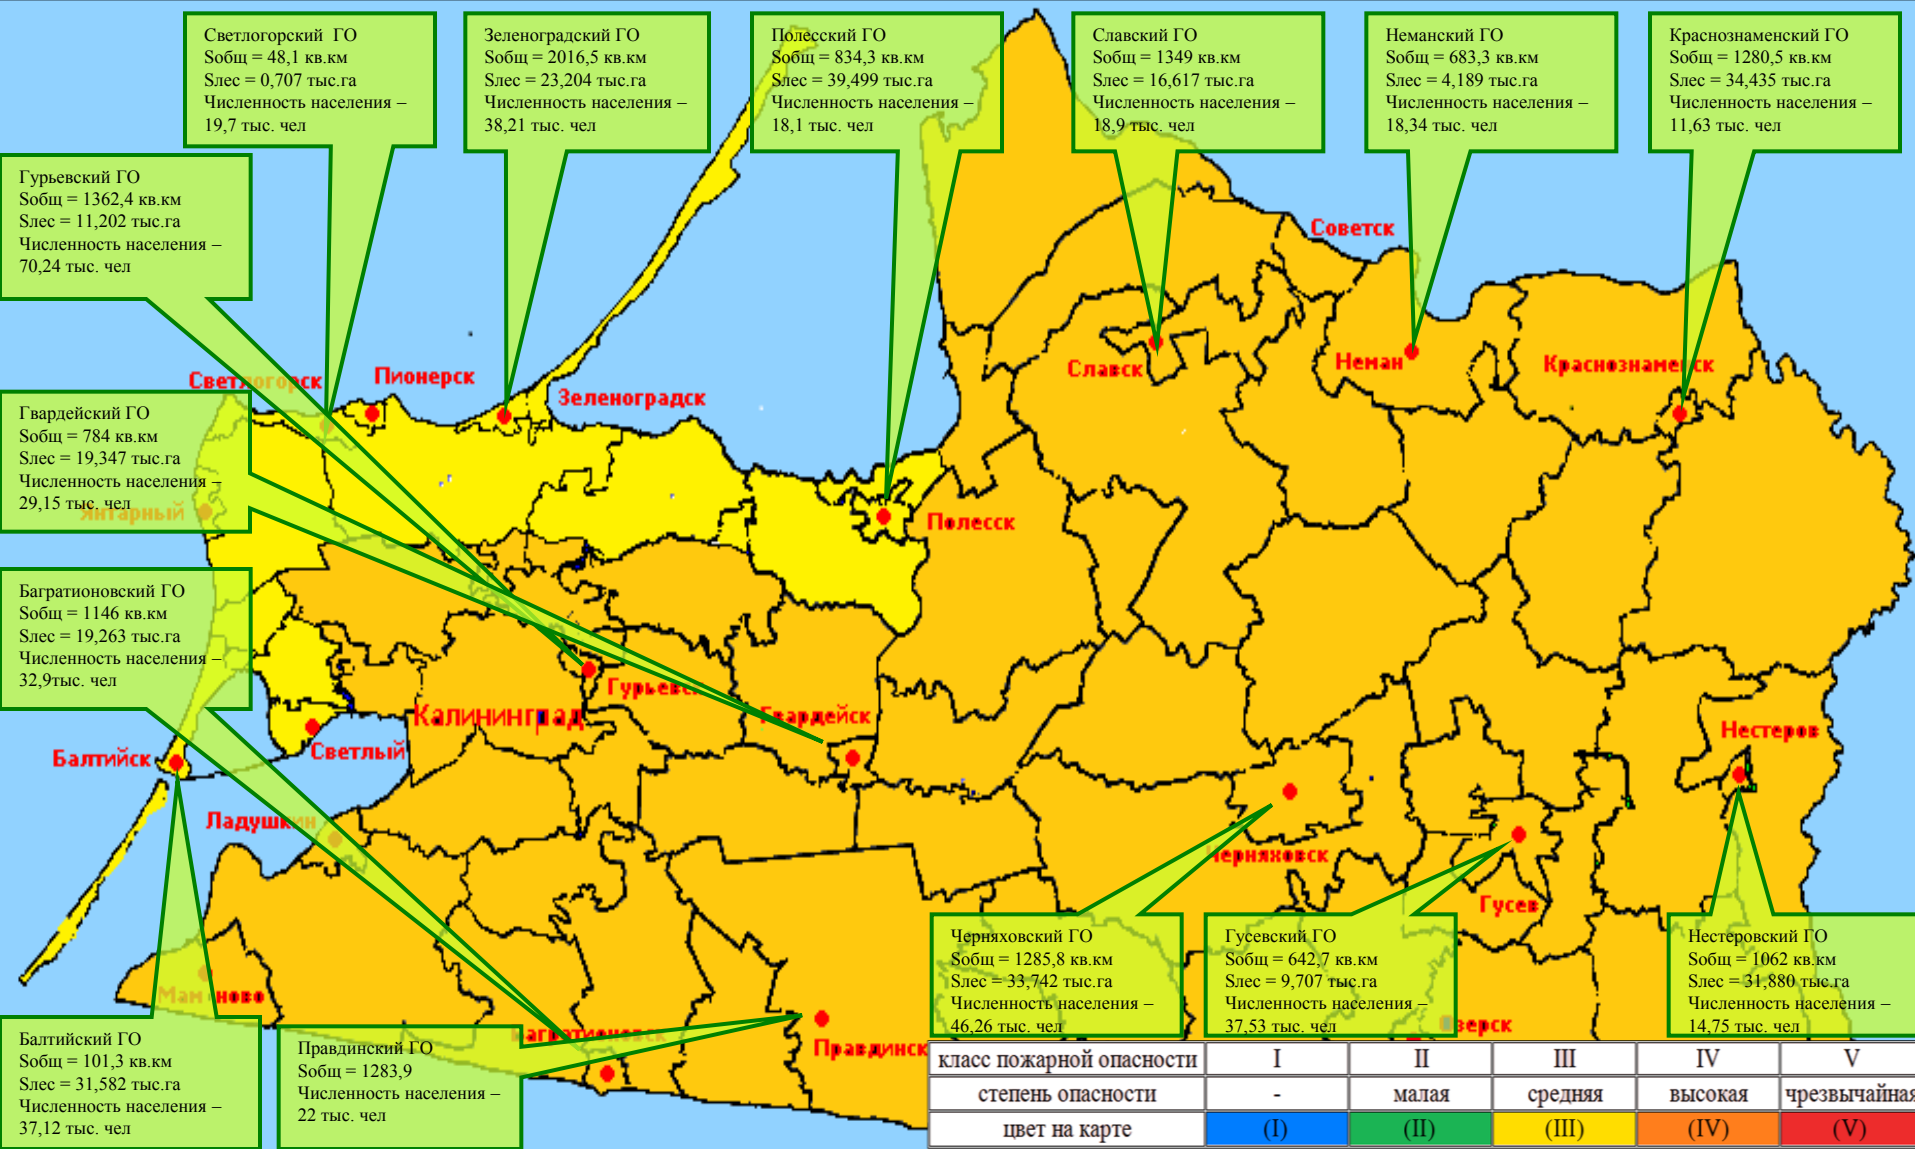 Светлогорский  ГО
Sобщ = 48,1 кв.км
Sлес = 0,707 тыс.га
Численность населения –
19,7 тыс. чел
Зеленоградский ГО
Sобщ = 2016,5 кв.км
Sлес = 23,204 тыс.га
Численность населения –
38,21 тыс. чел
Полесский ГО
Sобщ = 834,3 кв.км
Sлес = 39,499 тыс.га
Численность населения –
18,1 тыс. чел
Славский ГО
Sобщ = 1349 кв.км
Sлес = 16,617 тыс.га
Численность населения –
18,9 тыс. чел
Неманский ГО
Sобщ = 683,3 кв.км
Sлес = 4,189 тыс.га
Численность населения –
18,34 тыс. чел
Краснознаменский ГО
Sобщ = 1280,5 кв.км
Sлес = 34,435 тыс.га
Численность населения –
11,63 тыс. чел
Гурьевский ГО
Sобщ = 1362,4 кв.км
Sлес = 11,202 тыс.га
Численность населения –
70,24 тыс. чел
Советск
Светлогорск
Пионерск
Зеленоградск
Славск
Неман
Краснознаменск
Гвардейский ГО
Sобщ = 784 кв.км
Sлес = 19,347 тыс.га
Численность населения –
29,15 тыс. чел
Янтарный
Полесск
Багратионовский ГО
Sобщ = 1146 кв.км
Sлес = 19,263 тыс.га
Численность населения –
32,9тыс. чел
Гурьевск
Калининград
Гвардейск
Нестеров
Балтийск
Светлый
Ладушкин
Черняховск
Гусев
Мамоново
Багратионовск
Правдинск
Озерск
Черняховский ГО
Sобщ = 1285,8 кв.км
Sлес = 33,742 тыс.га
Численность населения –
46,26 тыс. чел
Гусевский ГО
Sобщ = 642,7 кв.км
Sлес = 9,707 тыс.га
Численность населения –
37,53 тыс. чел
Нестеровский ГО
Sобщ = 1062 кв.км
Sлес = 31,880 тыс.га
Численность населения –
14,75 тыс. чел
Балтийский ГО
Sобщ = 101,3 кв.км
Sлес = 31,582 тыс.га
Численность населения –
37,12 тыс. чел
Правдинский ГО
Sобщ = 1283,9
Численность населения –
22 тыс. чел
класс пожарной опасности I II III IV V
степень опасности - малая средняя высокая чрезвычайная
цвет на карте (I) (II) (III) (IV) (V)